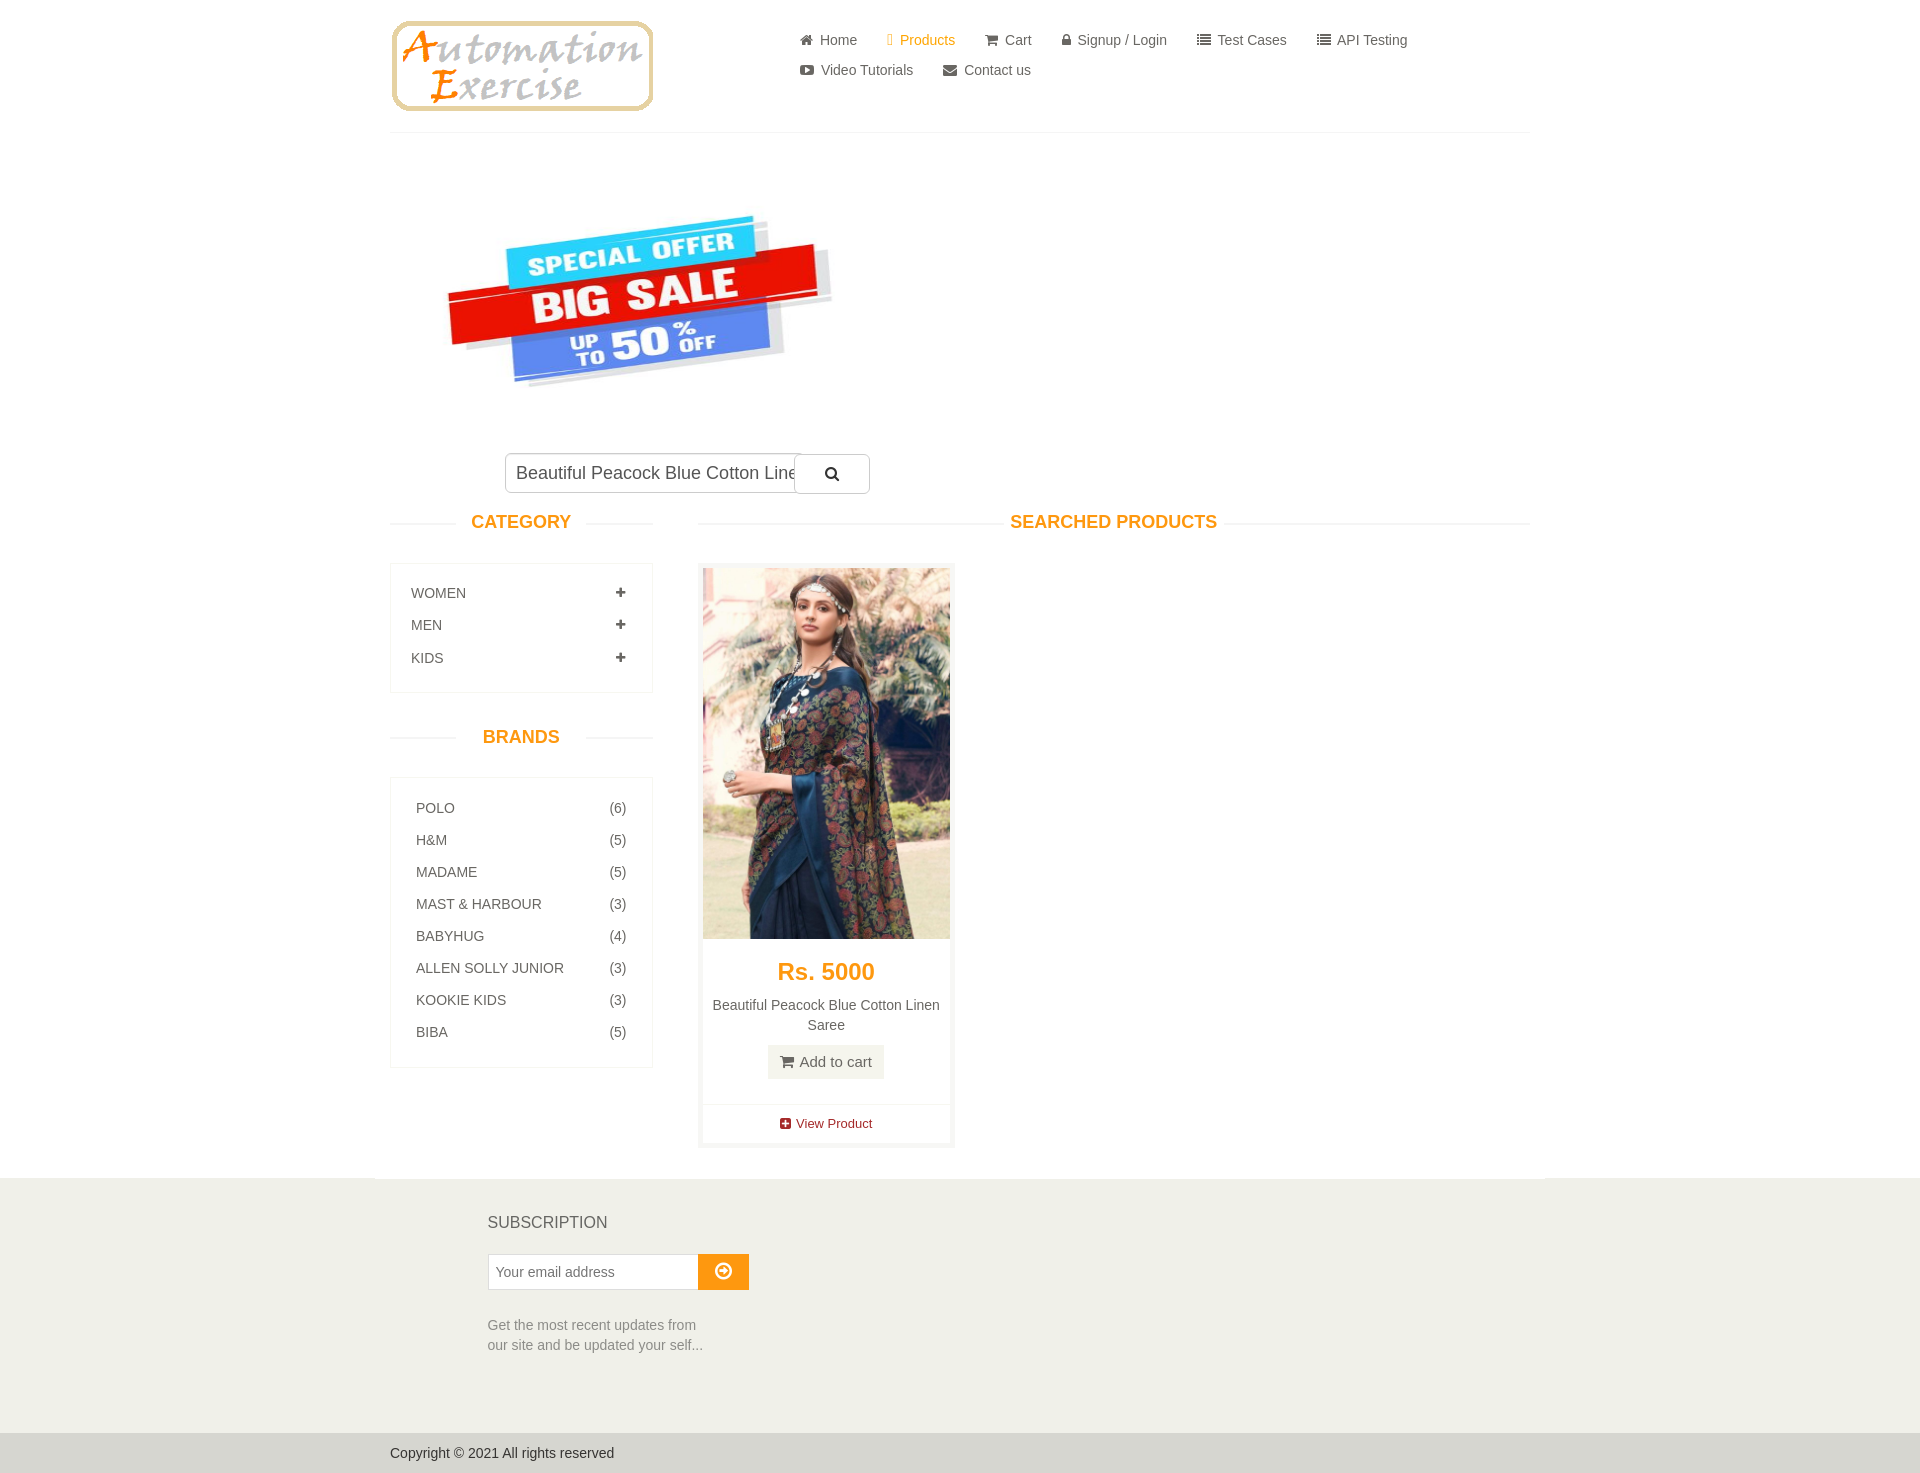 Automation
Exercise
Home
Products
Cart
Signup / Login
Test Cases
API Testing
Video Tutorials
Contact us
SPECIAL OFFER
BIG SALE
UP TO 50% OFF
Beautiful Peacock Blue Cotton Line
CATEGORY
WOMEN
MEN
KIDS
BRANDS
POLO (6)
H&M (5)
MADAME (5)
MAST & HARBOUR (3)
BABYHUG (4)
ALLEN SOLLY JUNIOR (3)
KOOKIE KIDS (3)
BIBA (5)
SEARCHED PRODUCTS
Rs. 5000
Beautiful Peacock Blue Cotton Linen
Saree
Add to cart
View Product
SUBSCRIPTION
Your email address
Get the most recent updates from
our site and be updated your self...
Copyright © 2021 All rights reserved